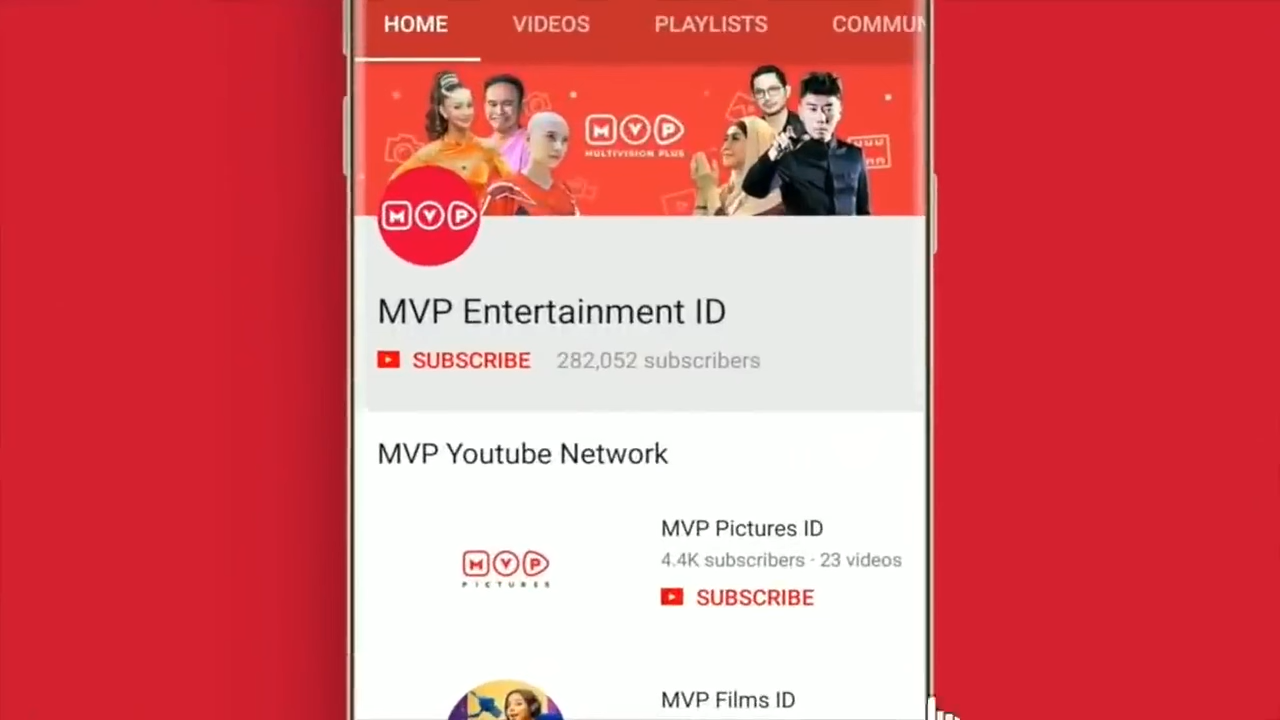 HOME VIDEOS PLAYLISTS COMMUN
MVP
MULTIVISION PLUS
MVP
MVP Entertainment ID
SUBSCRIBE 282,052 subscribers
MVP Youtube Network
MVP Pictures ID
4.4K subscribers · 23 videos
MVP
PICTURES
SUBSCRIBE
MVP Films ID